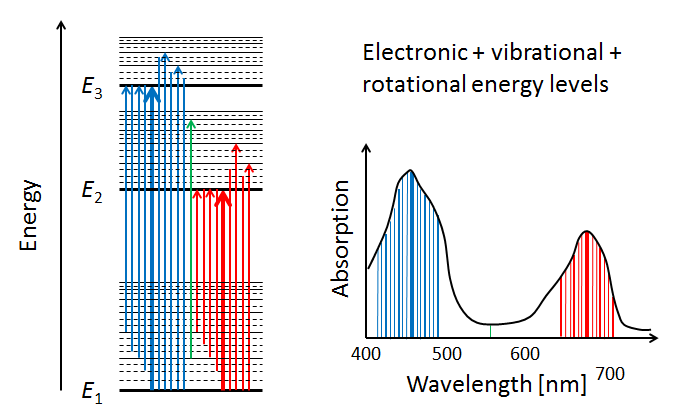 Electronic + vibrational +
rotational energy levels
E3
E2
E1
Energy
Absorption
400 500 600 700
Wavelength [nm]